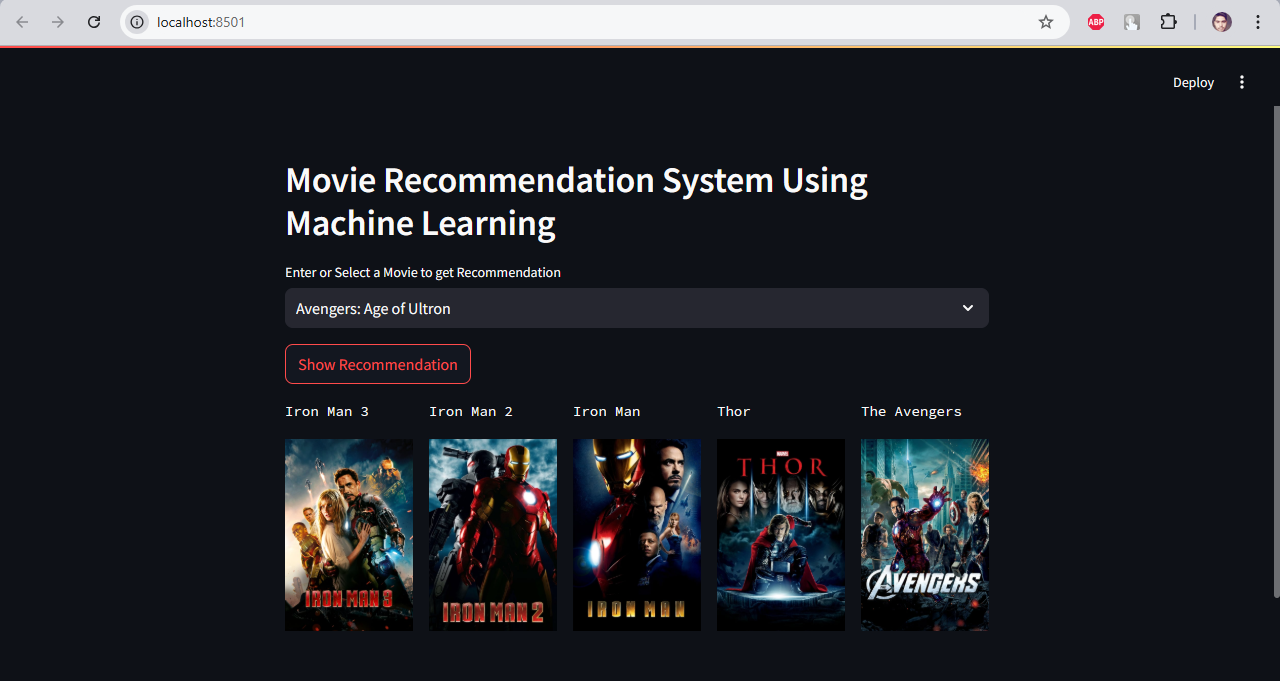 localhost:8501
ABP
Deploy
Movie Recommendation System Using
Machine Learning
Enter or Select a Movie to get Recommendation
Avengers: Age of Ultron
Show Recommendation
Iron Man 3 Iron Man 2 Iron Man Thor The Avengers
IRON MAN 3 IRON MAN 2 IRON MAN MARVEL THOR AVENGERS